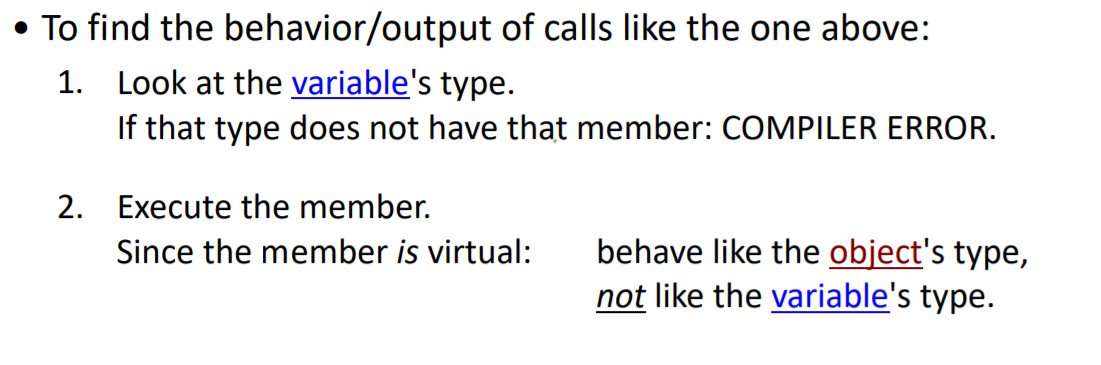 • To find the behavior/output of calls like the one above:
1. Look at the variable's type.
If that type does not have that member: COMPILER ERROR.
2. Execute the member.
Since the member is virtual: behave like the object's type,
not like the variable's type.